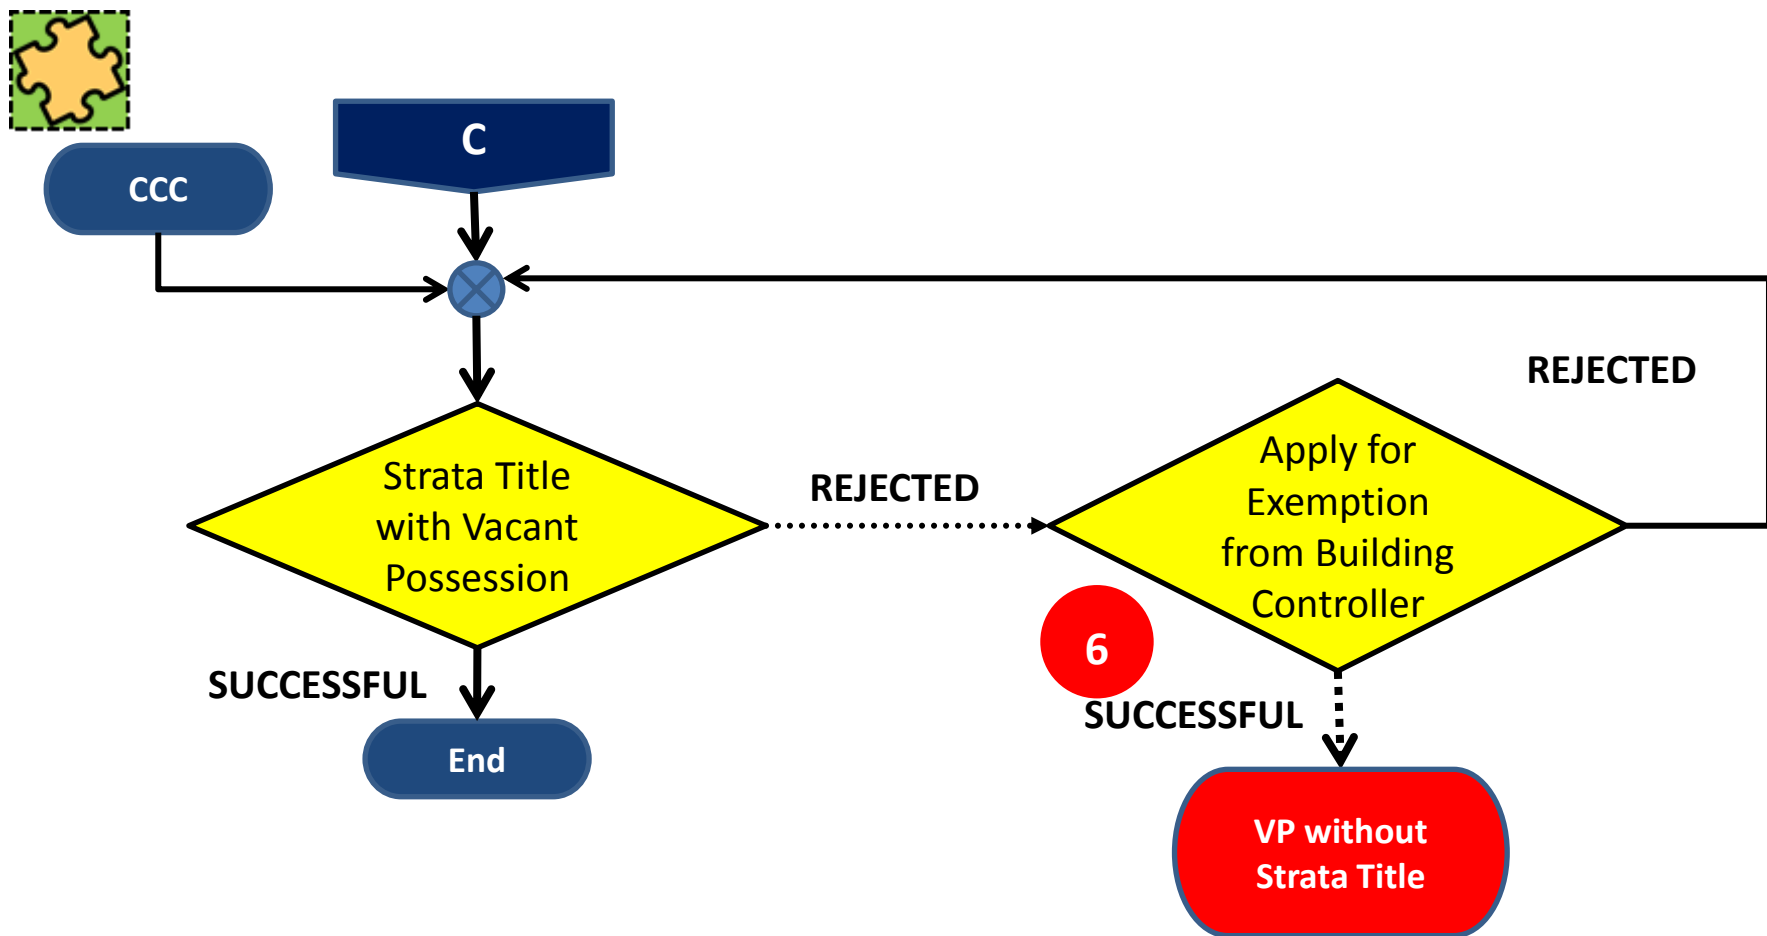 C
CCC
REJECTED
Strata Title
with Vacant
Possession
REJECTED
Apply for
Exemption
from Building
Controller
6
SUCCESSFUL
SUCCESSFUL
End
VP without
Strata Title